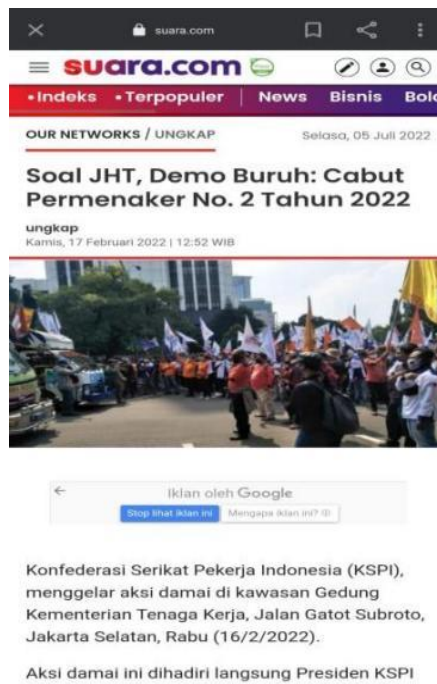 suara.com
suara.com
•Indeks •Terpopuler | News Bisnis Bola
OUR NETWORKS / UNGKAP
Selasa, 05 Juli 2022
Soal JHT, Demo Buruh: Cabut
Permenaker No. 2 Tahun 2022
ungkap
Kamis, 17 Februari 2022 | 12:52 WIB
Iklan oleh Google
Stop lihat iklan ini
Mengapa iklan ini?
Konfederasi Serikat Pekerja Indonesia (KSPI),
menggelar aksi damai di kawasan Gedung
Kementerian Tenaga Kerja, Jalan Gatot Subroto,
Jakarta Selatan, Rabu (16/2/2022).
Aksi damai ini dihadiri langsung Presiden KSPI